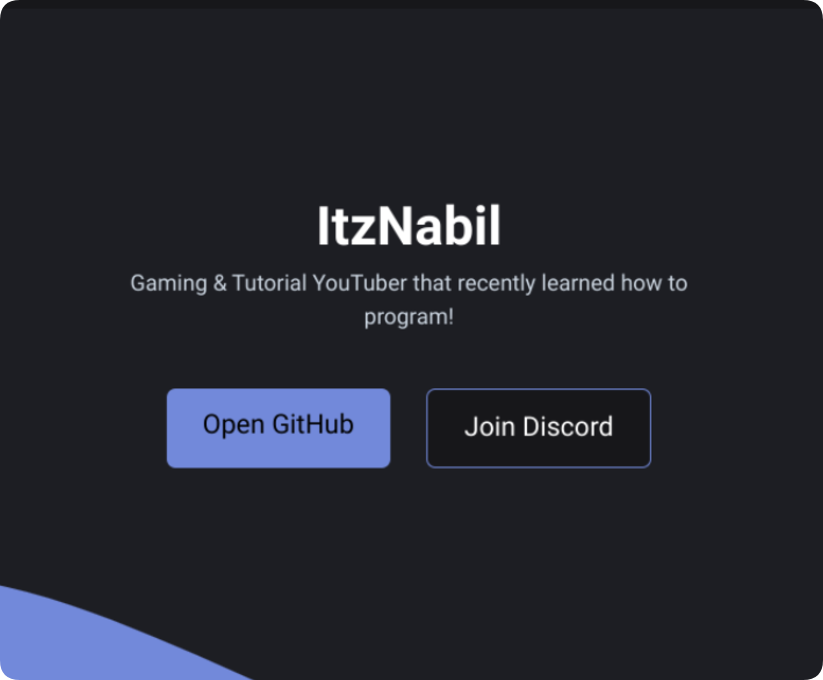 ItzNabil
Gaming & Tutorial YouTuber that recently learned how to
program!
Open GitHub
Join Discord